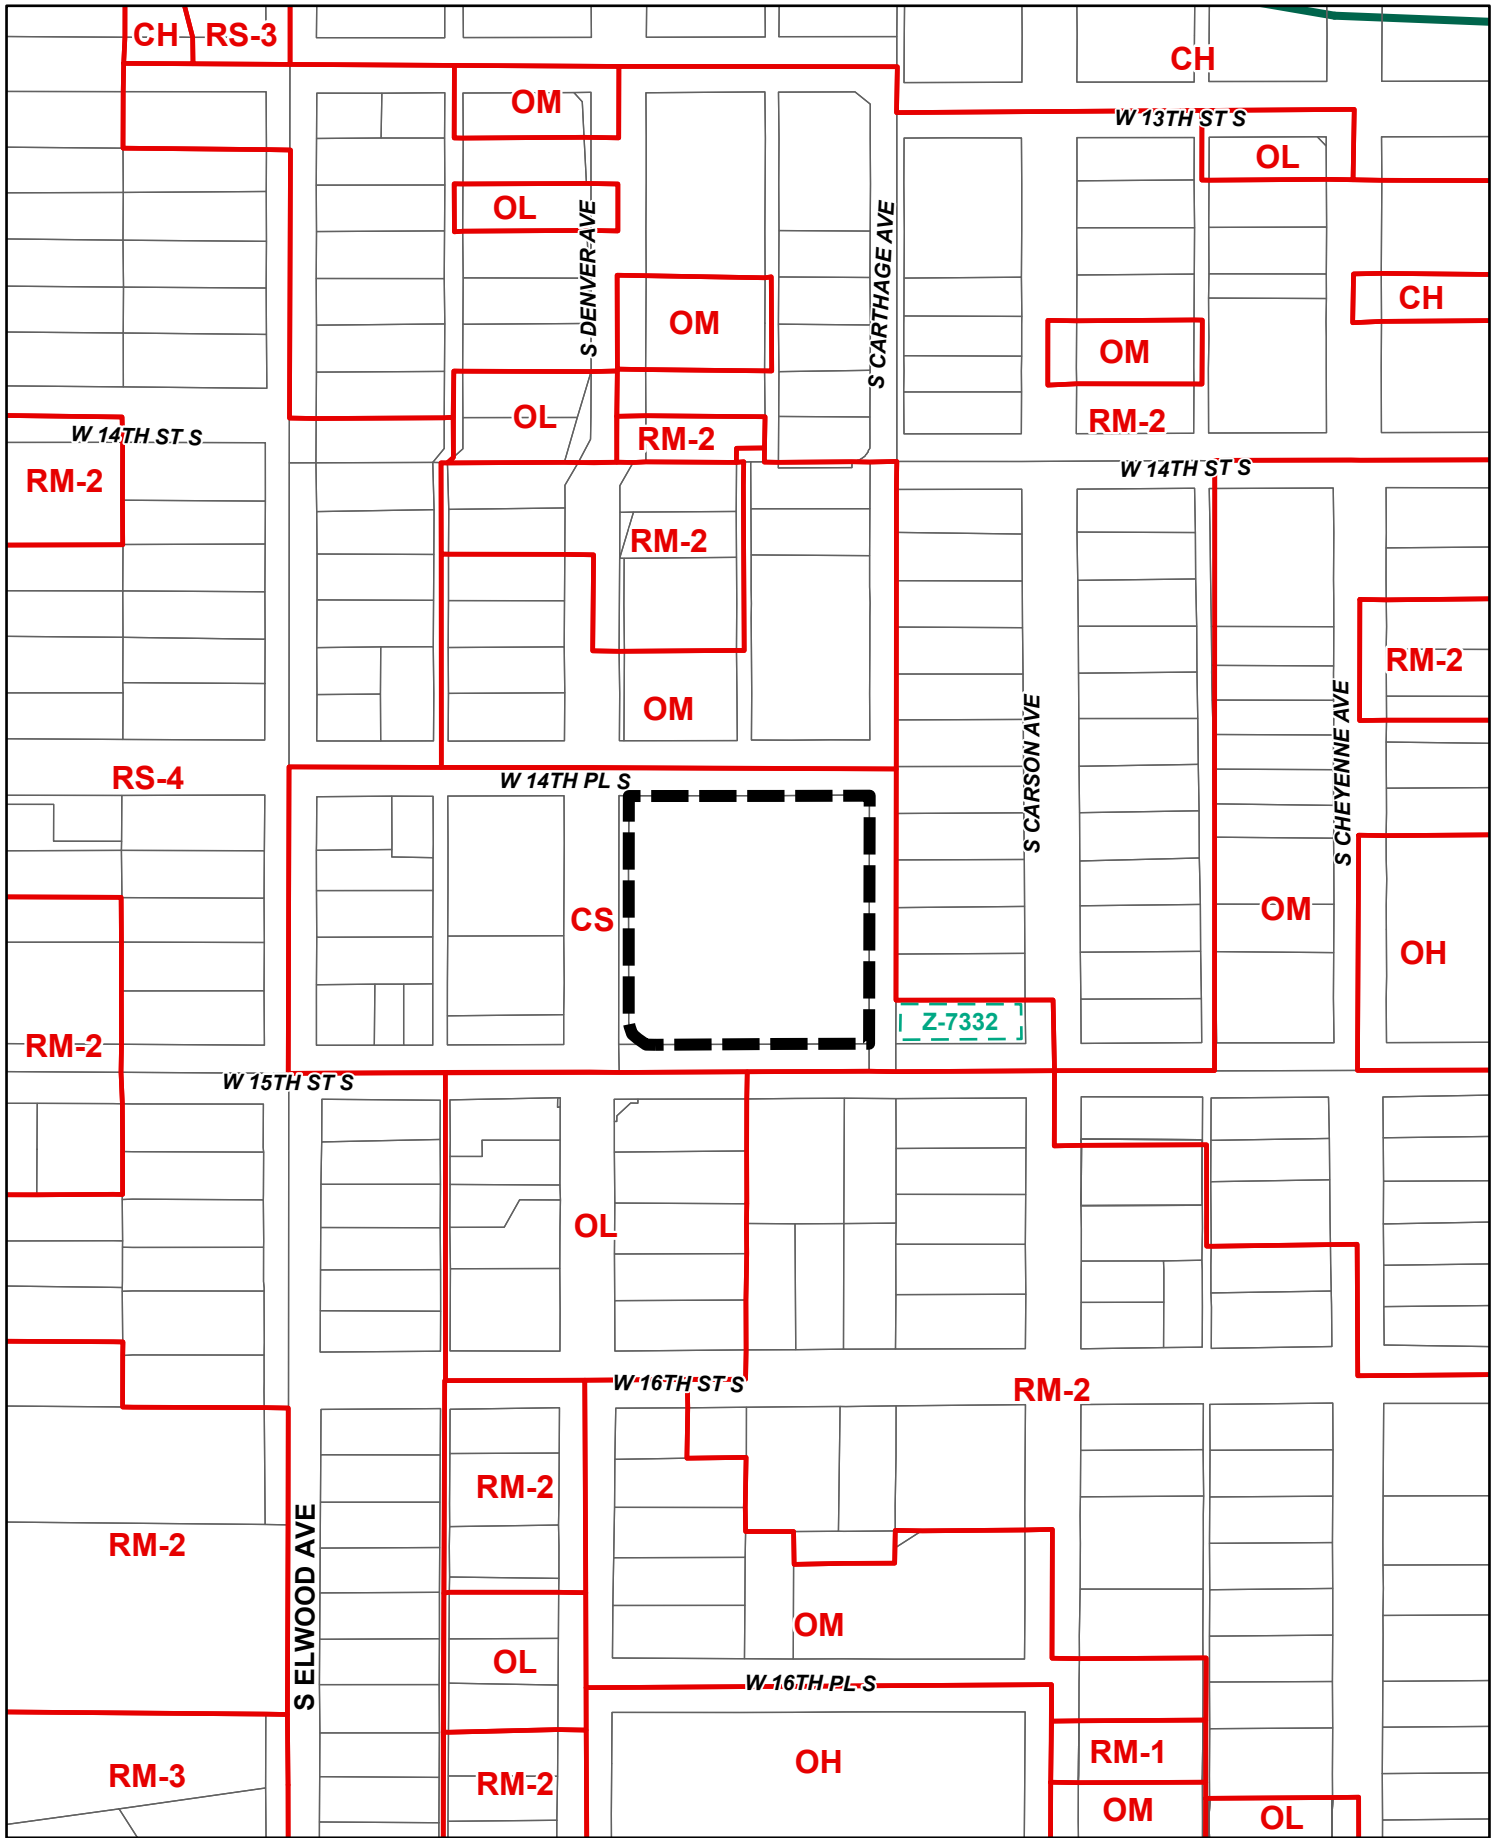 CH
RS-3
CH
OM
W 13TH ST S
OL
OL
S DENVER AVE
S CARTHAGE AVE
CH
OM
OM
OL
RM-2
RM-2
W 14TH ST S
W 14TH ST S
RM-2
RM-2
RM-2
OM
S CARSON AVE
S CHEYENNE AVE
RS-4
W 14TH PL S
CS
OM
OH
Z-7332
RM-2
W 15TH ST S
OL
W 16TH ST S
RM-2
RM-2
RM-2
S ELWOOD AVE
OM
OL
W 16TH PL S
RM-1
OH
RM-3
RM-2
OM
OL